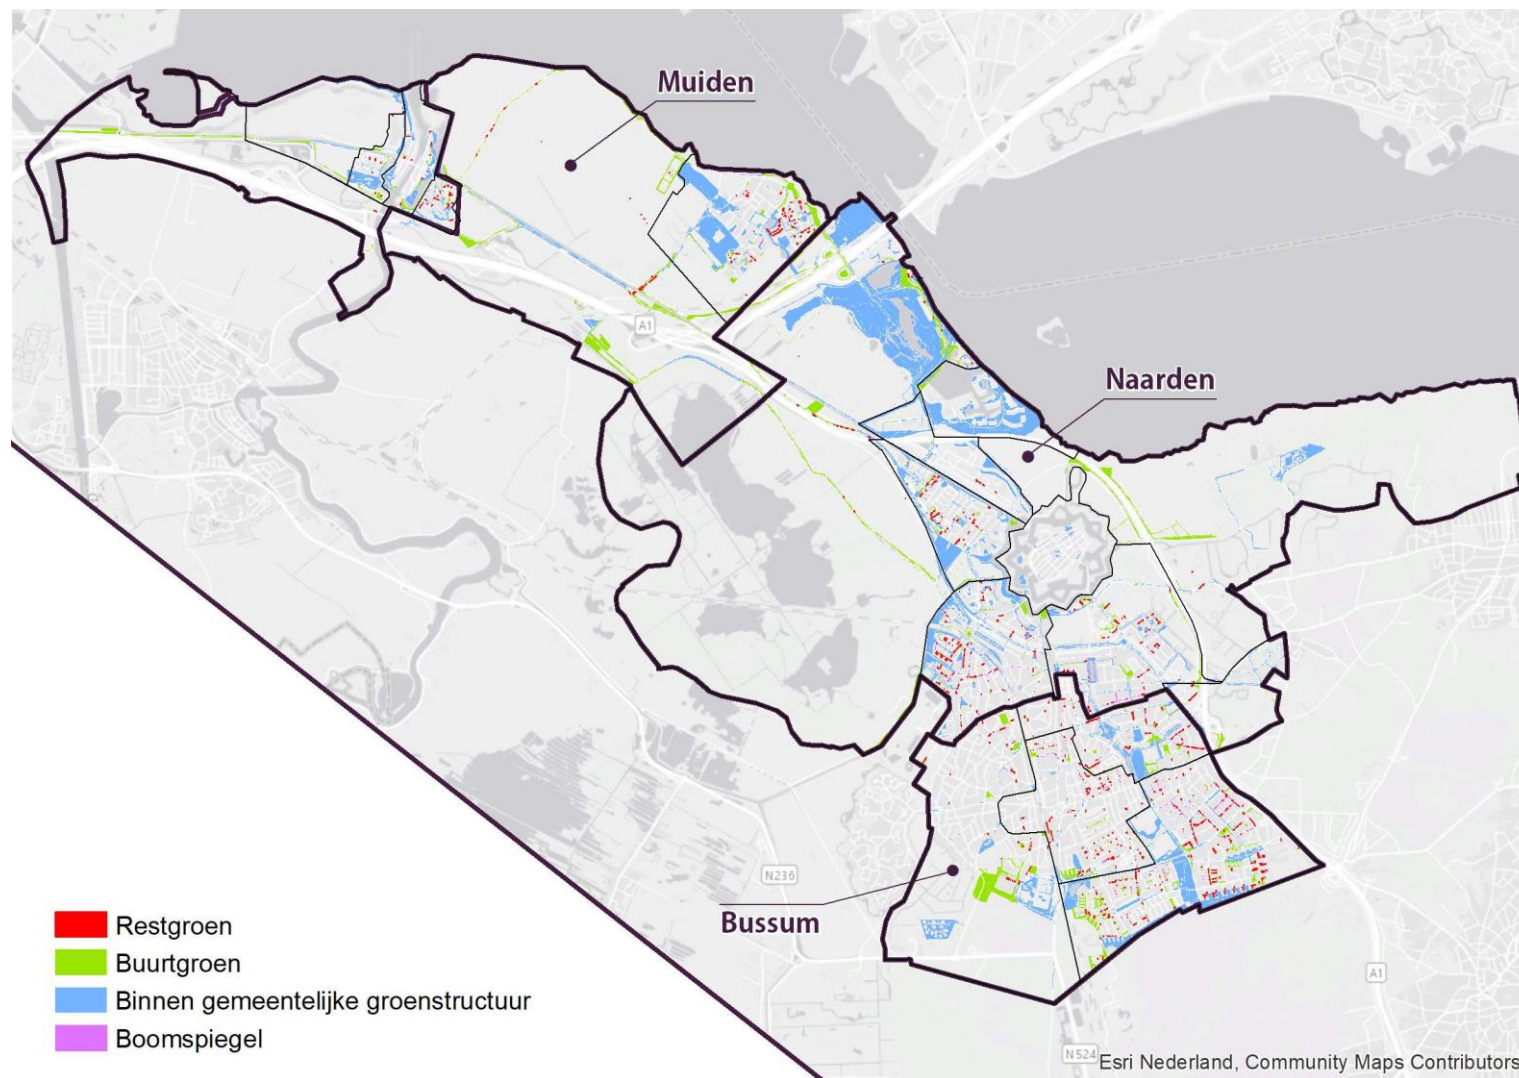 Muiden
A1
Naarden
N236
Bussum
Restgroen
Buurtgroen
Binnen gemeentelijke groenstructuur
Boomspiegel
A1
N524
Esri Nederland, Community Maps Contributors